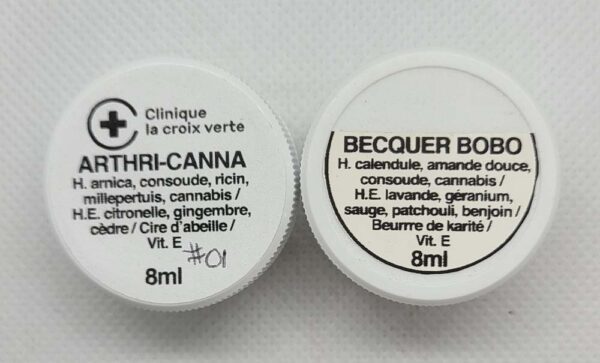 Clinique
la croix verte
ARTHRI-CANNA
H. arnica, consoude, ricin,
millepertuis, cannabis /
H.E. citronelle, gingembre,
cèdre / Cire d'abeille /
Vit. E
#01
8ml
BECQUER BOBO
H. calendule, amande douce,
consoude, cannabis /
H.E. lavande, géranium,
sauge, patchouli, benjoin /
Beurrre de karité /
Vit. E
8ml